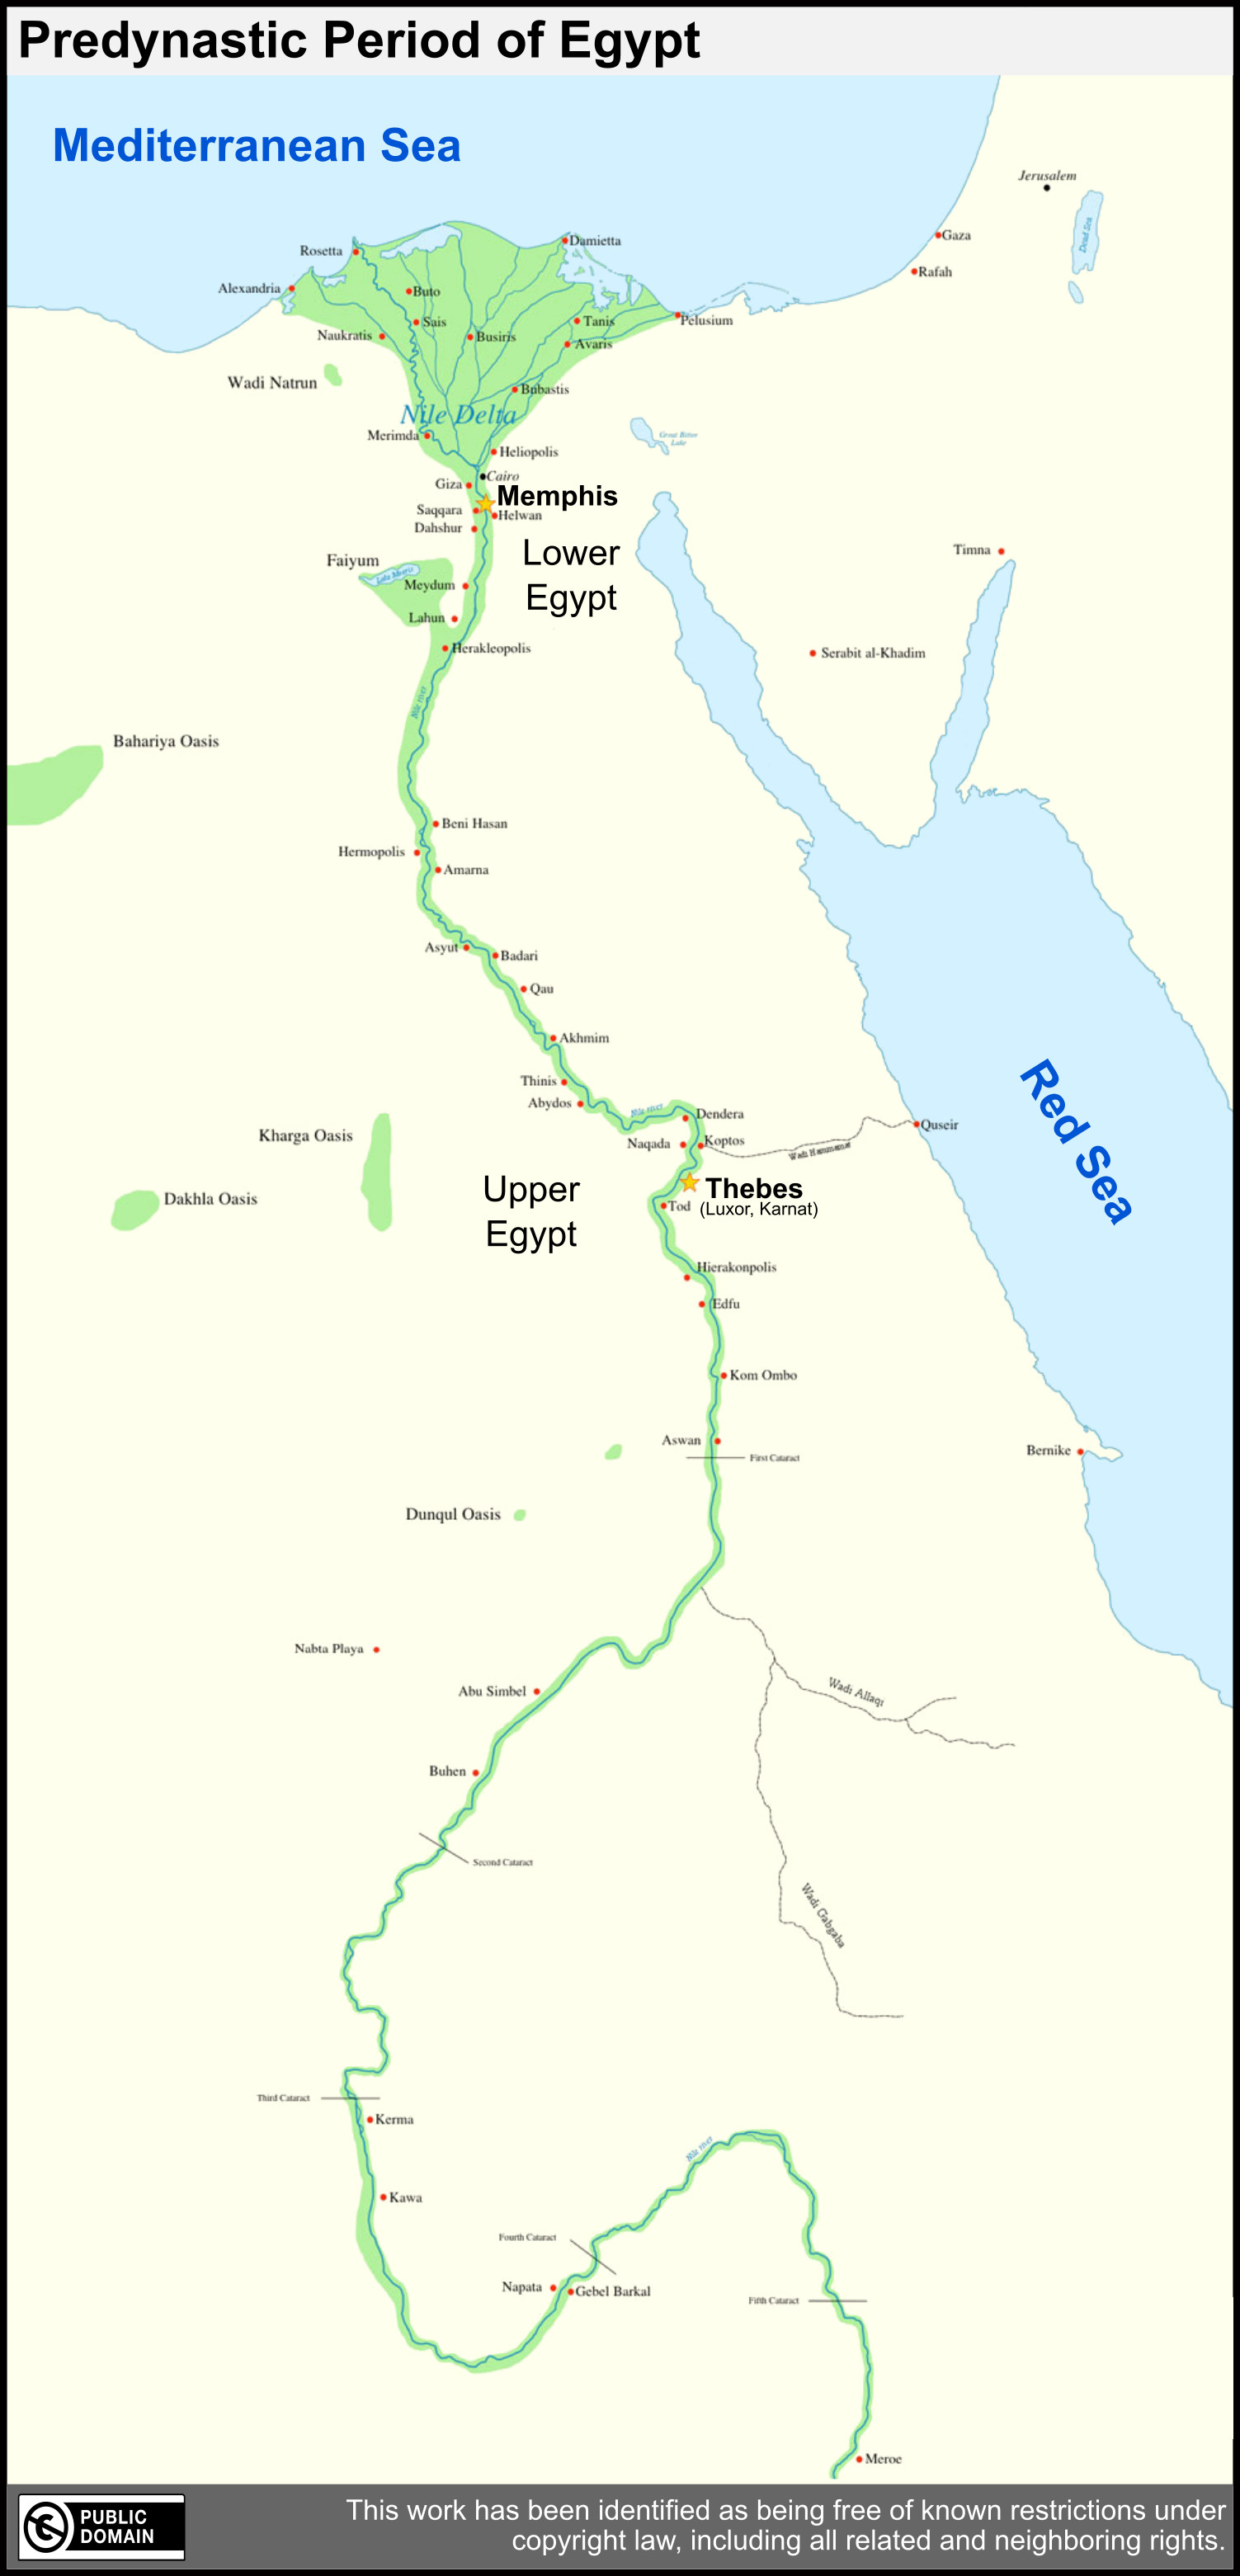 Predynastic Period of Egypt
Mediterranean Sea
Jerusalem
Dead Sea
Gaza
Rafah
Damietta
Rosetta
Alexandria
Buto
Sais
Naukratis
Busiris
Tanis
Pelusium
Avaris
Wadi Natrun
Bubastis
Nile Delta
Merimda
Great Bitter
Lake
Heliopolis
Cairo
Giza
Memphis
Saqqara
Helwan
Dahshur
Lower
Egypt
Timna
Faiyum
Lake Moeris
Meydum
Lahun
Herakleopolis
Serabit al-Khadim
Nile river
Bahariya Oasis
Beni Hasan
Hermopolis
Amarna
Asyut
Badari
Qau
Akhmim
Thinis
Abydos
Nile river
Dendera
Red Sea
Quseir
Kharga Oasis
Naqada
Koptos
Wadi Hammamat
Dakhla Oasis
Upper
Egypt
Thebes
Tod
(Luxor, Karnat)
Hierakonpolis
Edfu
Kom Ombo
Aswan
First Cataract
Bernike
Dunqul Oasis
Nabta Playa
Abu Simbel
Wadi Allaqi
Buhen
Second Cataract
Wadi Gabgaba
Third Cataract
Kerma
Nile river
Kawa
Fourth Cataract
Napata
Gebel Barkal
Fifth Cataract
Meroe
PUBLIC
DOMAIN
This work has been identified as being free of known restrictions under
copyright law, including all related and neighboring rights.